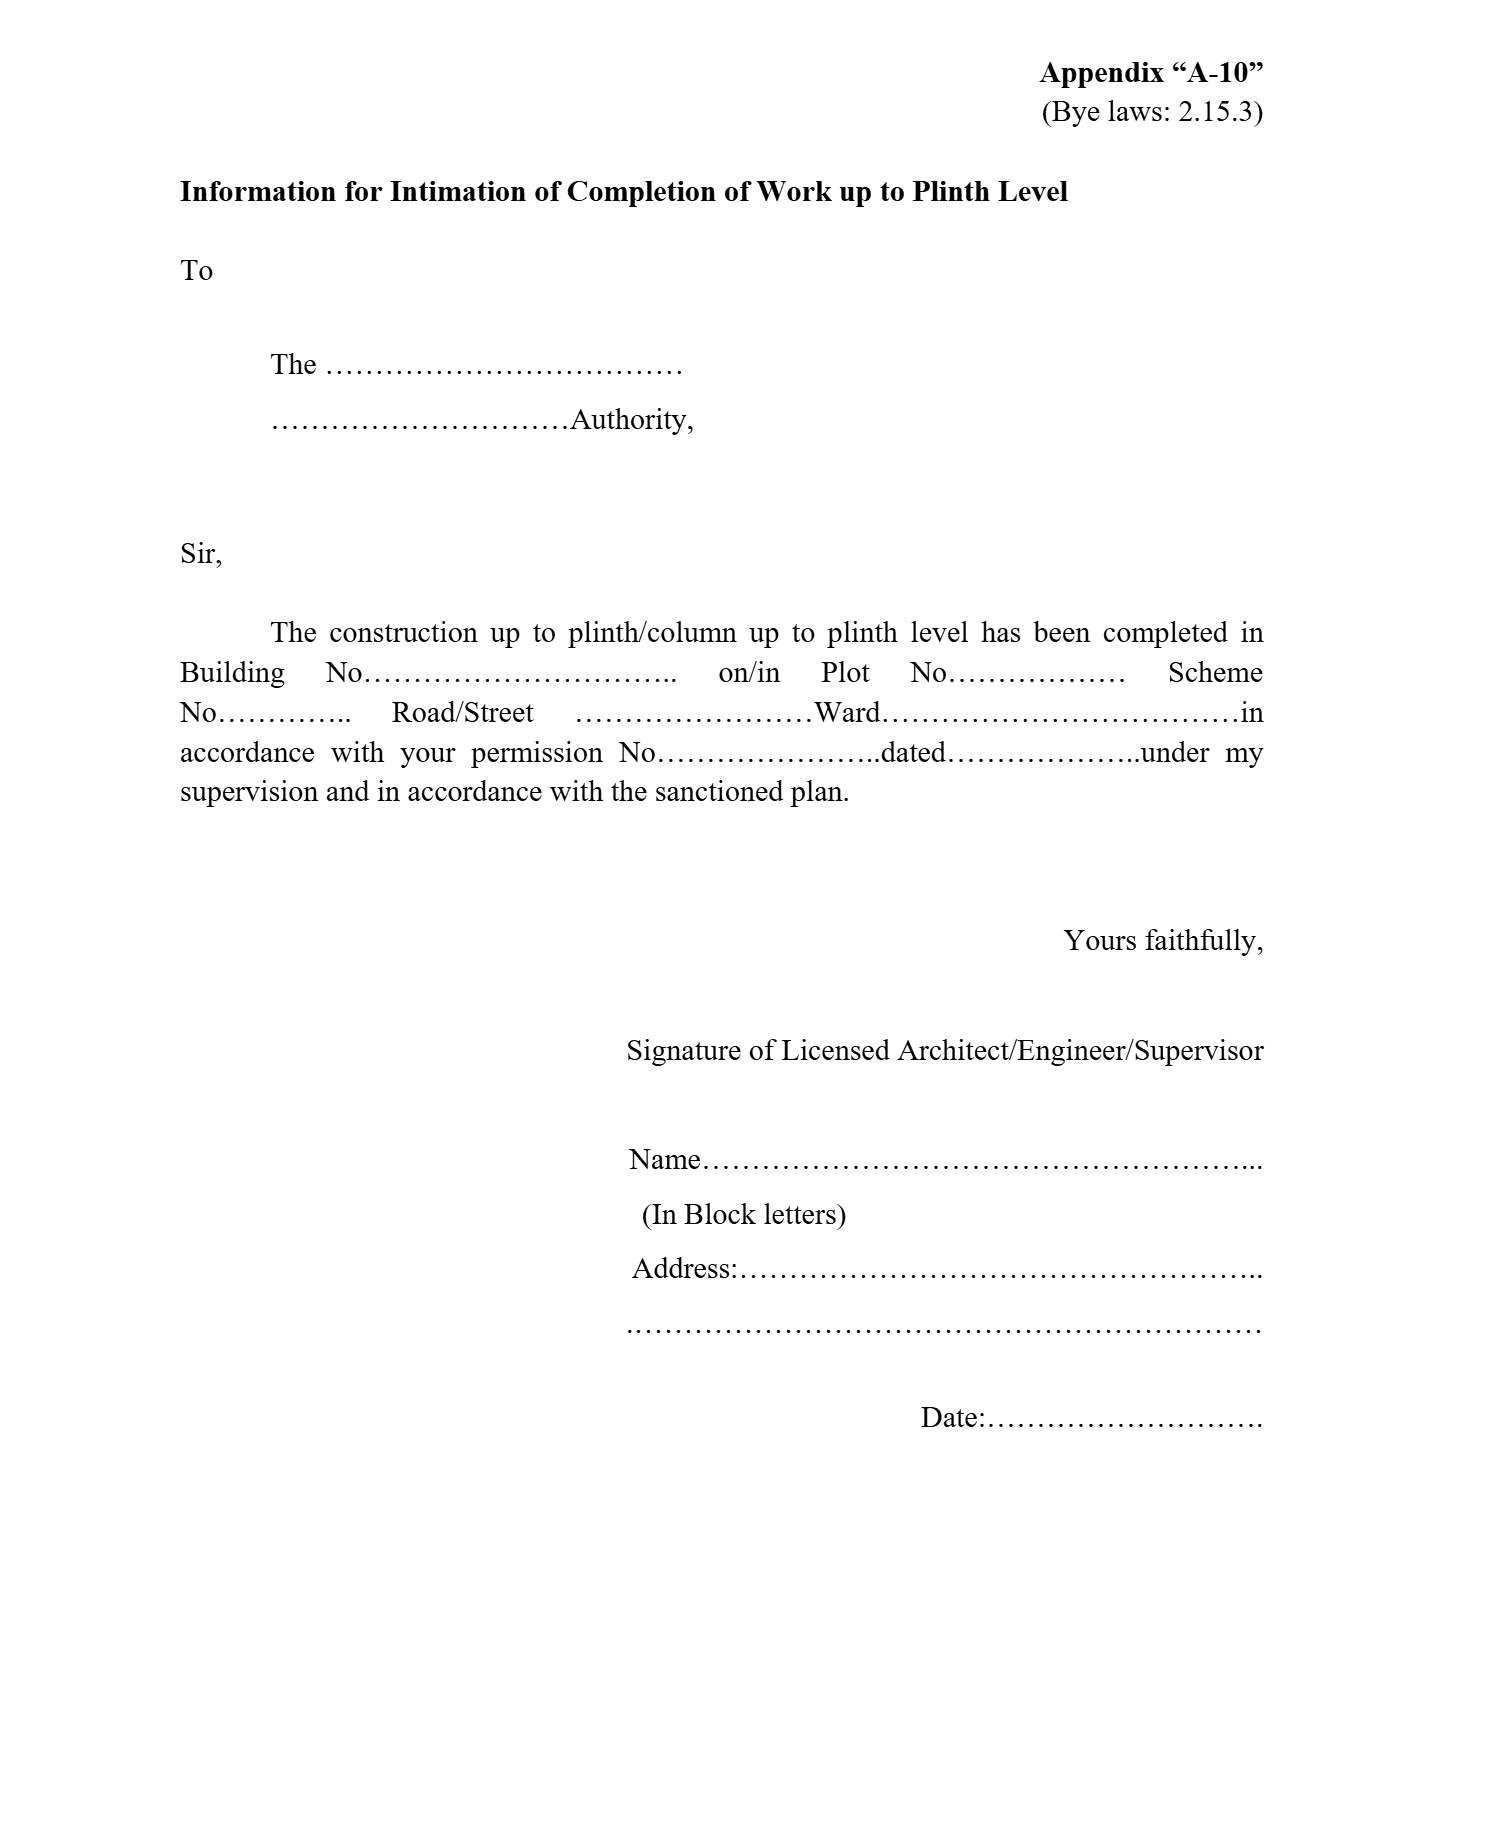 Appendix “A-10”
(Bye laws: 2.15.3)
Information for Intimation of Completion of Work up to Plinth Level
To
The ………………………………
…………………………Authority,
Sir,
The construction up to plinth/column up to plinth level has been completed in
Building No………………………….. on/in Plot No……………… Scheme
No………….. Road/Street ……………………Ward………………………………in
accordance with your permission No…………………..dated………………..under my
supervision and in accordance with the sanctioned plan.
Yours faithfully,
Signature of Licensed Architect/Engineer/Supervisor
Name………………………………………………...
(In Block letters)
Address:……………………………………………..
.………………………………………………………
Date:……………………….